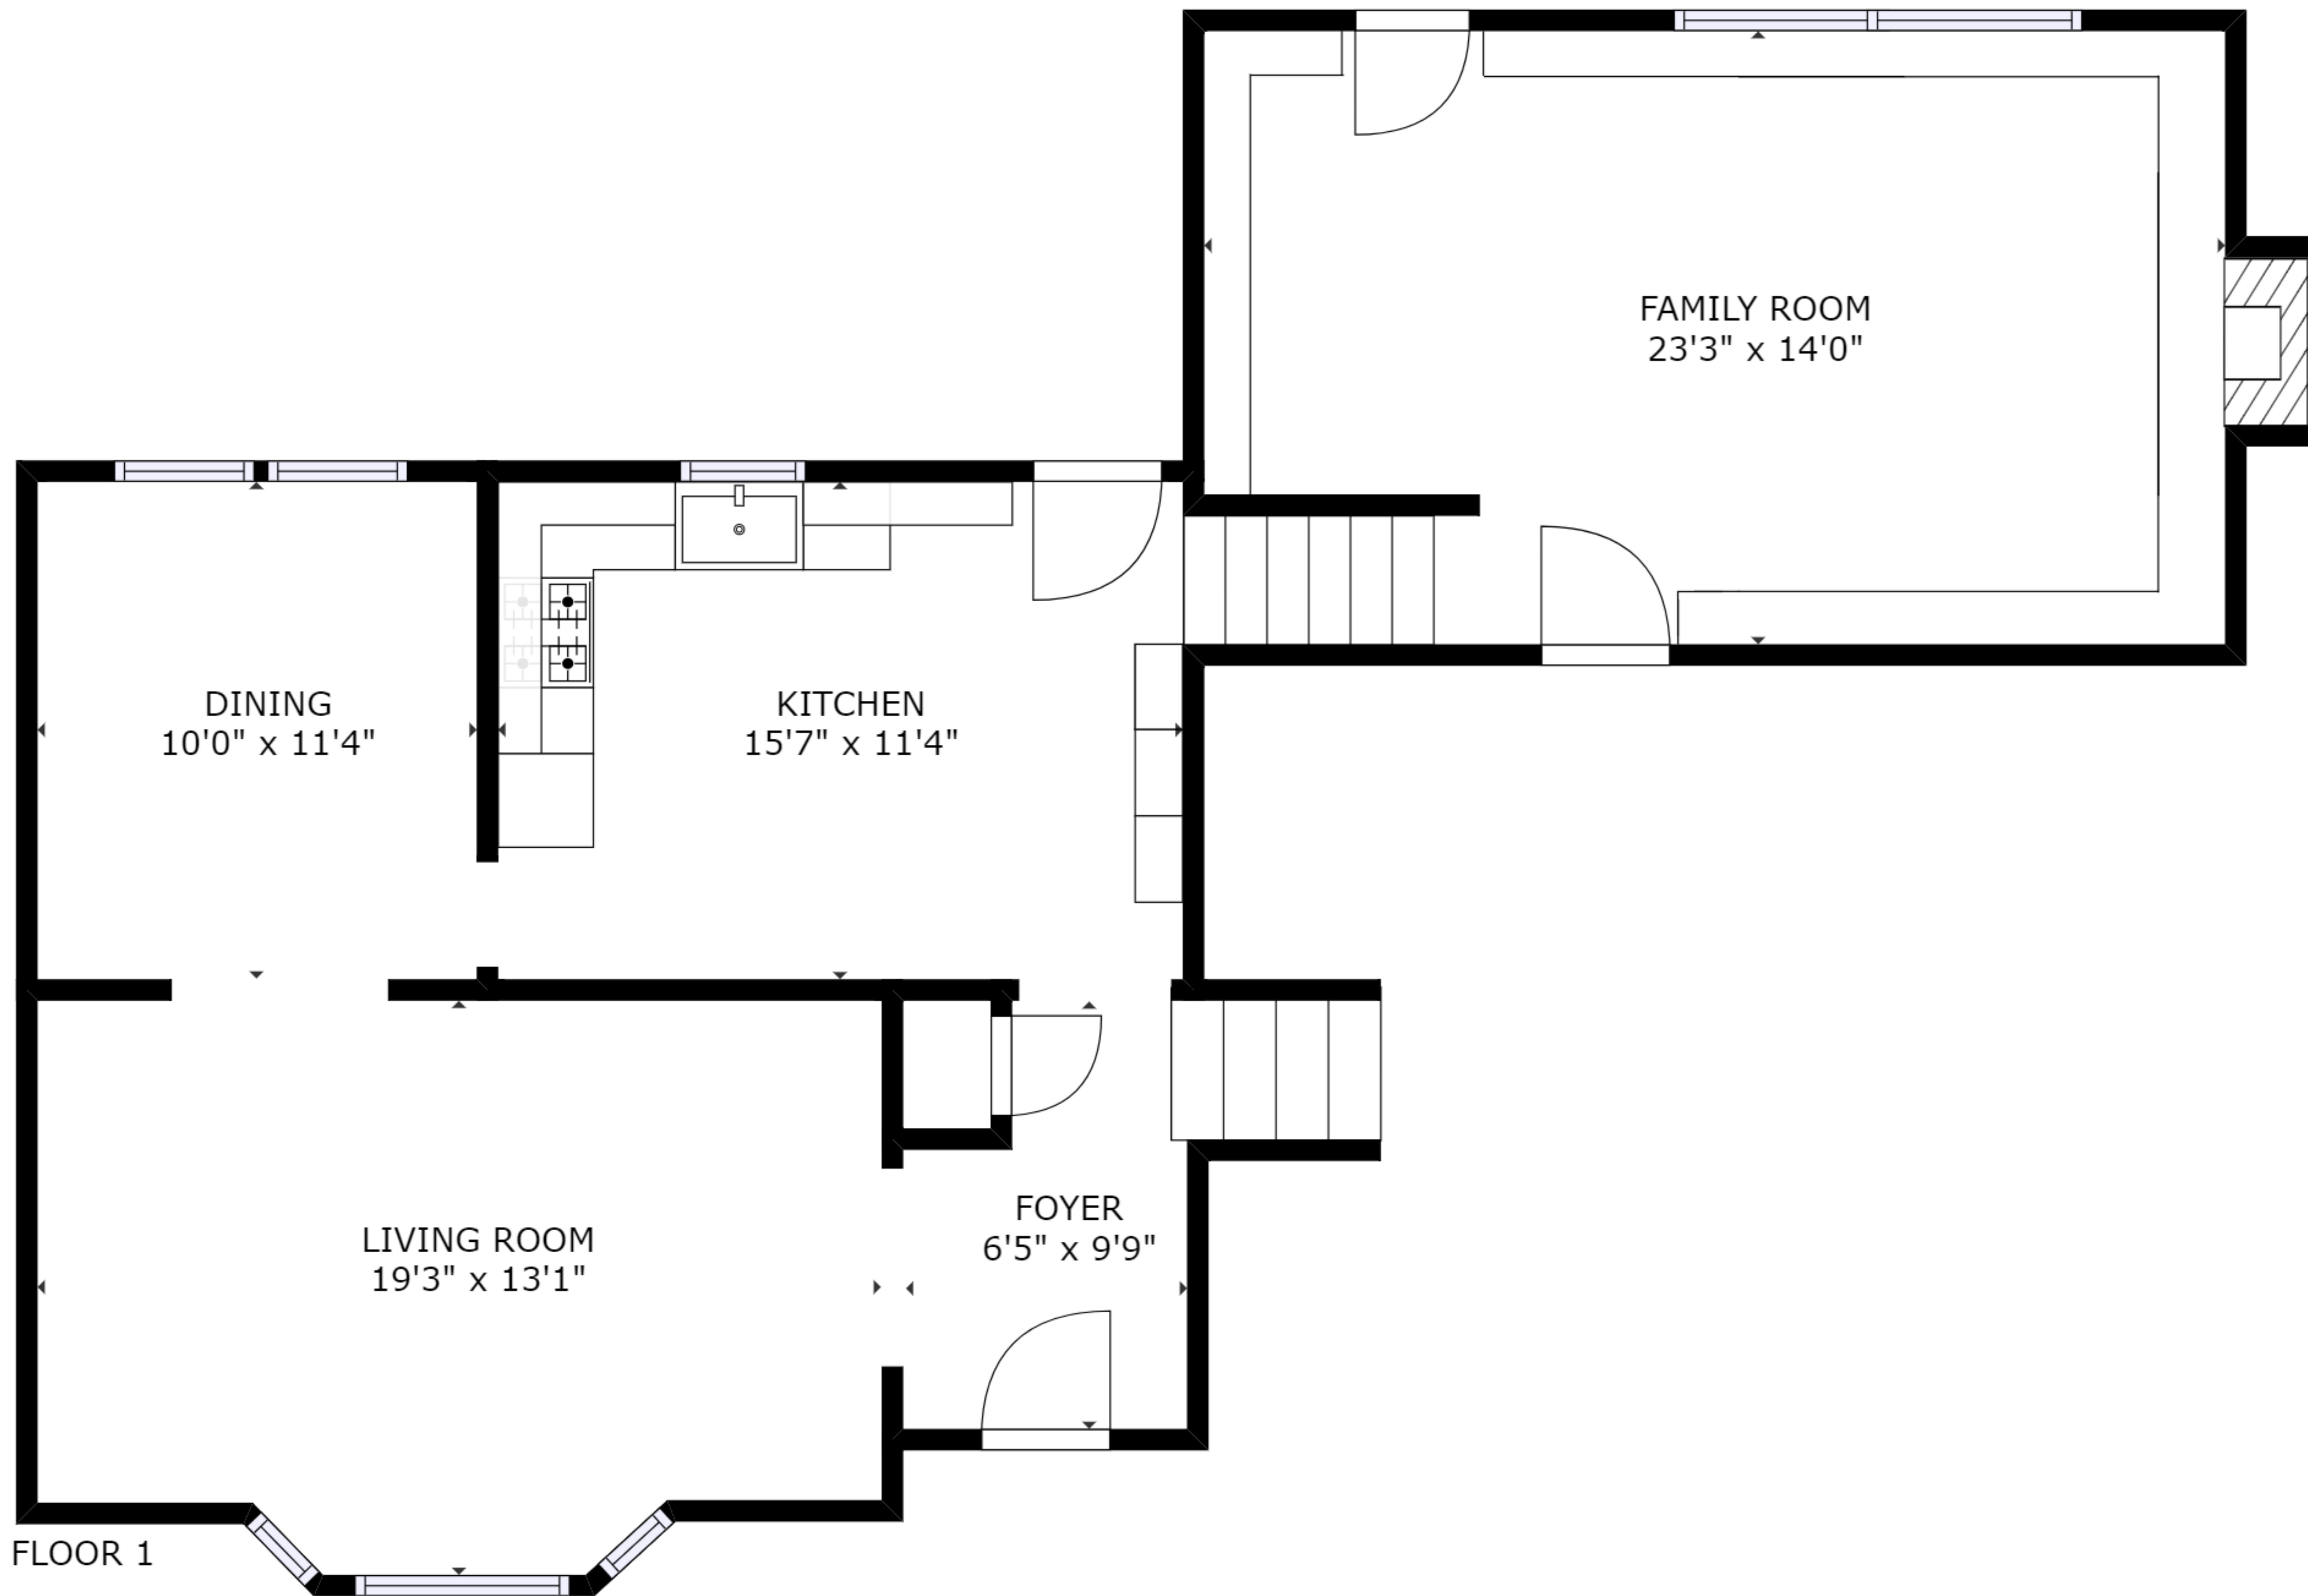 FAMILY ROOM
23'3" x 14'0"
DINING
10'0" x 11'4"
KITCHEN
15'7" x 11'4"
LIVING ROOM
19'3" x 13'1"
FOYER
6'5" x 9'9"
FLOOR 1